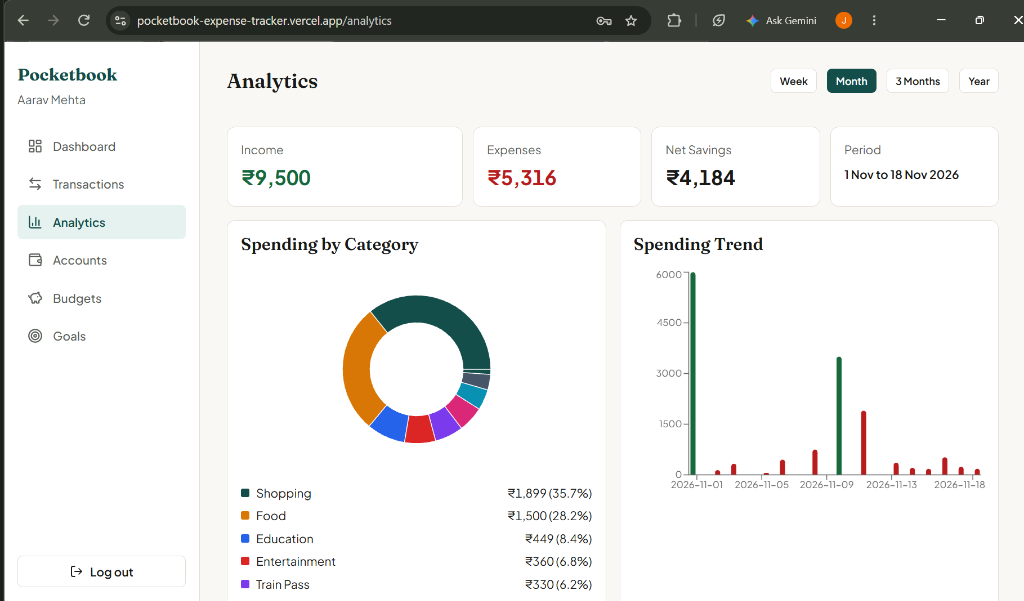 pocketbook-expense-tracker.vercel.app/analytics
Ask Gemini
J
Pocketbook
Aarav Mehta
Dashboard
Transactions
Analytics
Accounts
Budgets
Goals
Log out
Analytics
Week
Month
3 Months
Year
Income
₹9,500
Expenses
₹5,316
Net Savings
₹4,184
Period
1 Nov to 18 Nov 2026
Spending by Category
Shopping ₹1,899 (35.7%)
Food ₹1,500 (28.2%)
Education ₹449 (8.4%)
Entertainment ₹360 (6.8%)
Train Pass ₹330 (6.2%)
Spending Trend
6000
4500
3000
1500
0
2026-11-01 2026-11-05 2026-11-09 2026-11-13 2026-11-18